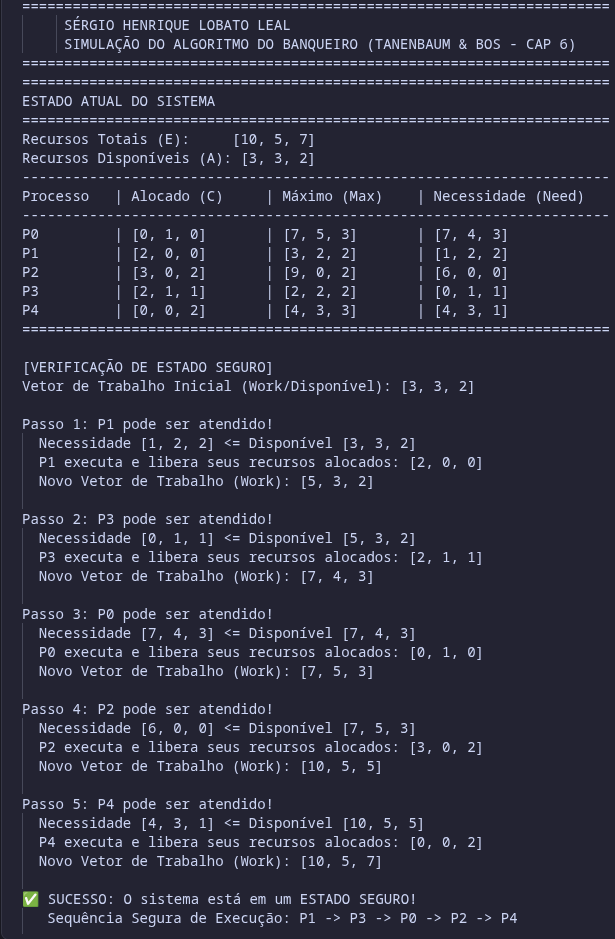 ======================================================================
SÉRGIO HENRIQUE LOBATO LEAL
SIMULAÇÃO DO ALGORITMO DO BANQUEIRO (TANENBAUM & BOS - CAP 6)
======================================================================
======================================================================
ESTADO ATUAL DO SISTEMA
======================================================================
Recursos Totais (E):     [10, 5, 7]
Recursos Disponíveis (A): [3, 3, 2]
----------------------------------------------------------------------
Processo   | Alocado (C)     | Máximo (Max)    | Necessidade (Need)
----------------------------------------------------------------------
P0         | [0, 1, 0]       | [7, 5, 3]       | [7, 4, 3]
P1         | [2, 0, 0]       | [3, 2, 2]       | [1, 2, 2]
P2         | [3, 0, 2]       | [9, 0, 2]       | [6, 0, 0]
P3         | [2, 1, 1]       | [2, 2, 2]       | [0, 1, 1]
P4         | [0, 0, 2]       | [4, 3, 3]       | [4, 3, 1]
======================================================================
[VERIFICAÇÃO DE ESTADO SEGURO]
Vetor de Trabalho Inicial (Work/Disponível): [3, 3, 2]
Passo 1: P1 pode ser atendido!
Necessidade [1, 2, 2] <= Disponível [3, 3, 2]
P1 executa e libera seus recursos alocados: [2, 0, 0]
Novo Vetor de Trabalho (Work): [5, 3, 2]
Passo 2: P3 pode ser atendido!
Necessidade [0, 1, 1] <= Disponível [5, 3, 2]
P3 executa e libera seus recursos alocados: [2, 1, 1]
Novo Vetor de Trabalho (Work): [7, 4, 3]
Passo 3: P0 pode ser atendido!
Necessidade [7, 4, 3] <= Disponível [7, 4, 3]
P0 executa e libera seus recursos alocados: [0, 1, 0]
Novo Vetor de Trabalho (Work): [7, 5, 3]
Passo 4: P2 pode ser atendido!
Necessidade [6, 0, 0] <= Disponível [7, 5, 3]
P2 executa e libera seus recursos alocados: [3, 0, 2]
Novo Vetor de Trabalho (Work): [10, 5, 5]
Passo 5: P4 pode ser atendido!
Necessidade [4, 3, 1] <= Disponível [10, 5, 5]
P4 executa e libera seus recursos alocados: [0, 0, 2]
Novo Vetor de Trabalho (Work): [10, 5, 7]
✅ SUCESSO: O sistema está em um ESTADO SEGURO!
Sequência Segura de Execução: P1 -> P3 -> P0 -> P2 -> P4